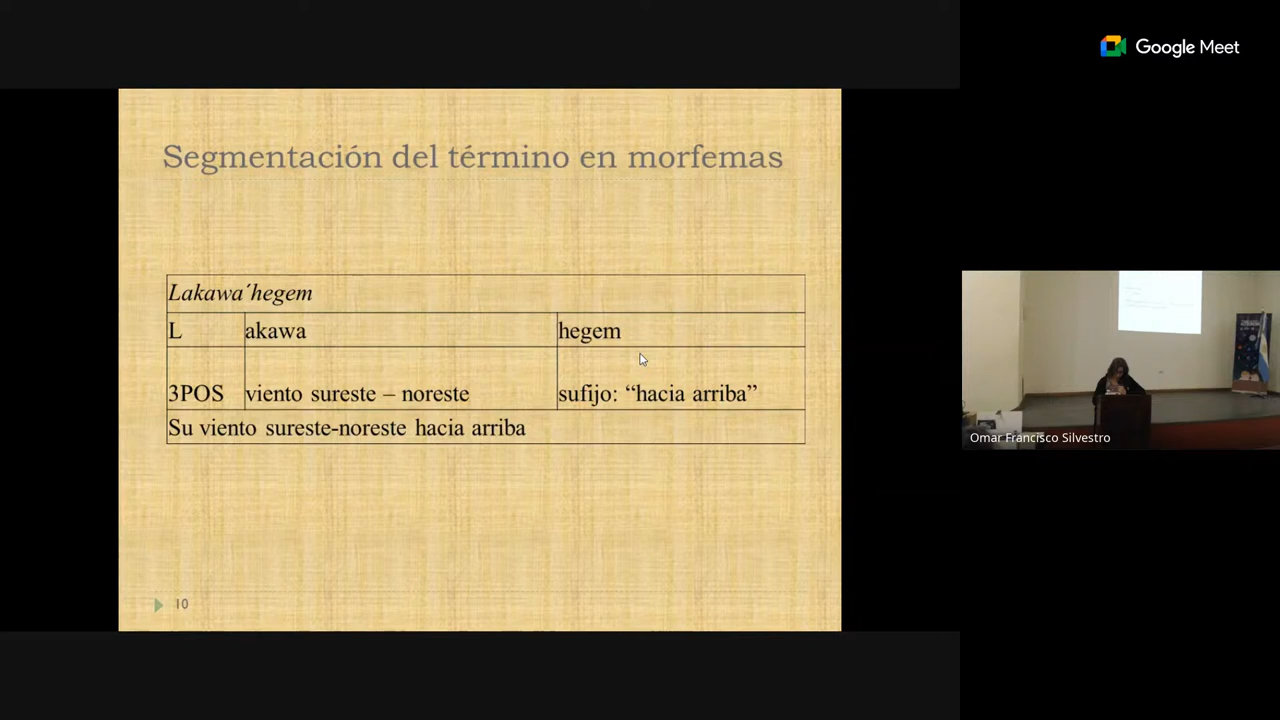 Google Meet
Segmentación del término en morfemas
Lakawa´hegem
L akawa hegem
3POS viento sureste – noreste sufijo: “hacia arriba”
Su viento sureste-noreste hacia arriba
10
Omar Francisco Silvestro